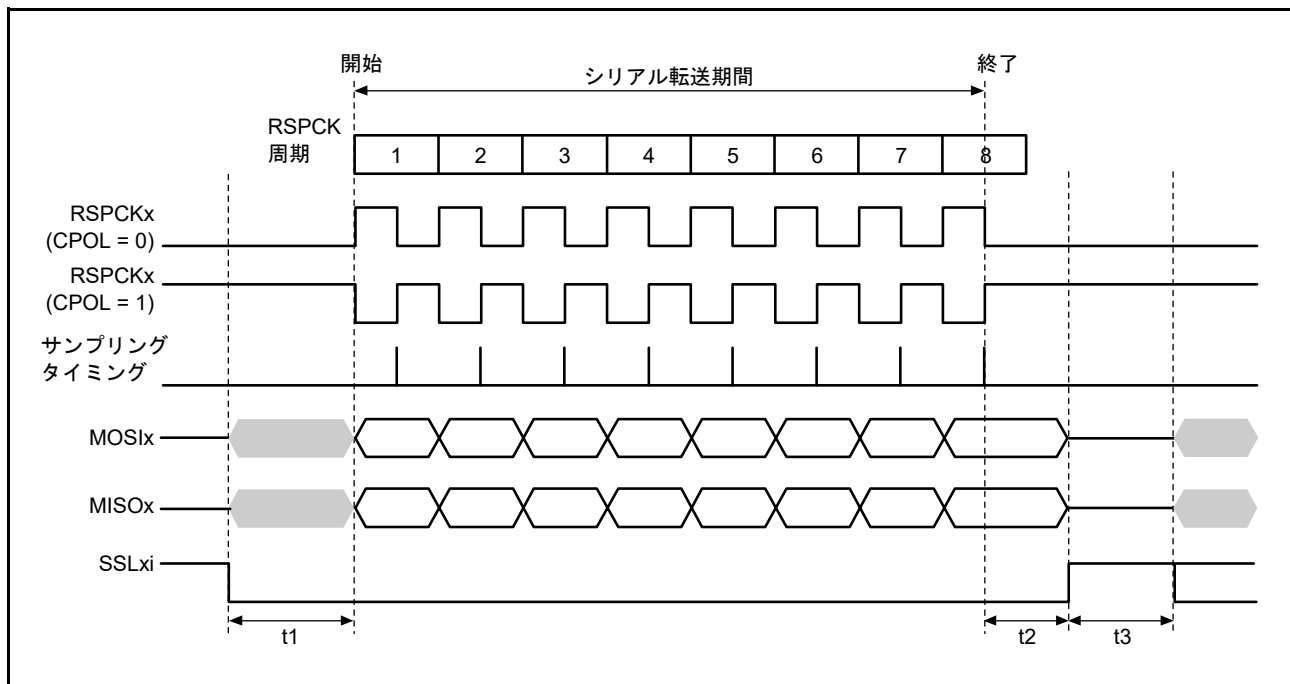 開始
シリアル転送期間
終了
RSPCK
周期
1 2 3 4 5 6 7 8
RSPCKx
(CPOL = 0)
RSPCKx
(CPOL = 1)
サンプリング
タイミング
MOSIx
MISOx
SSLxi
t1 t2 t3